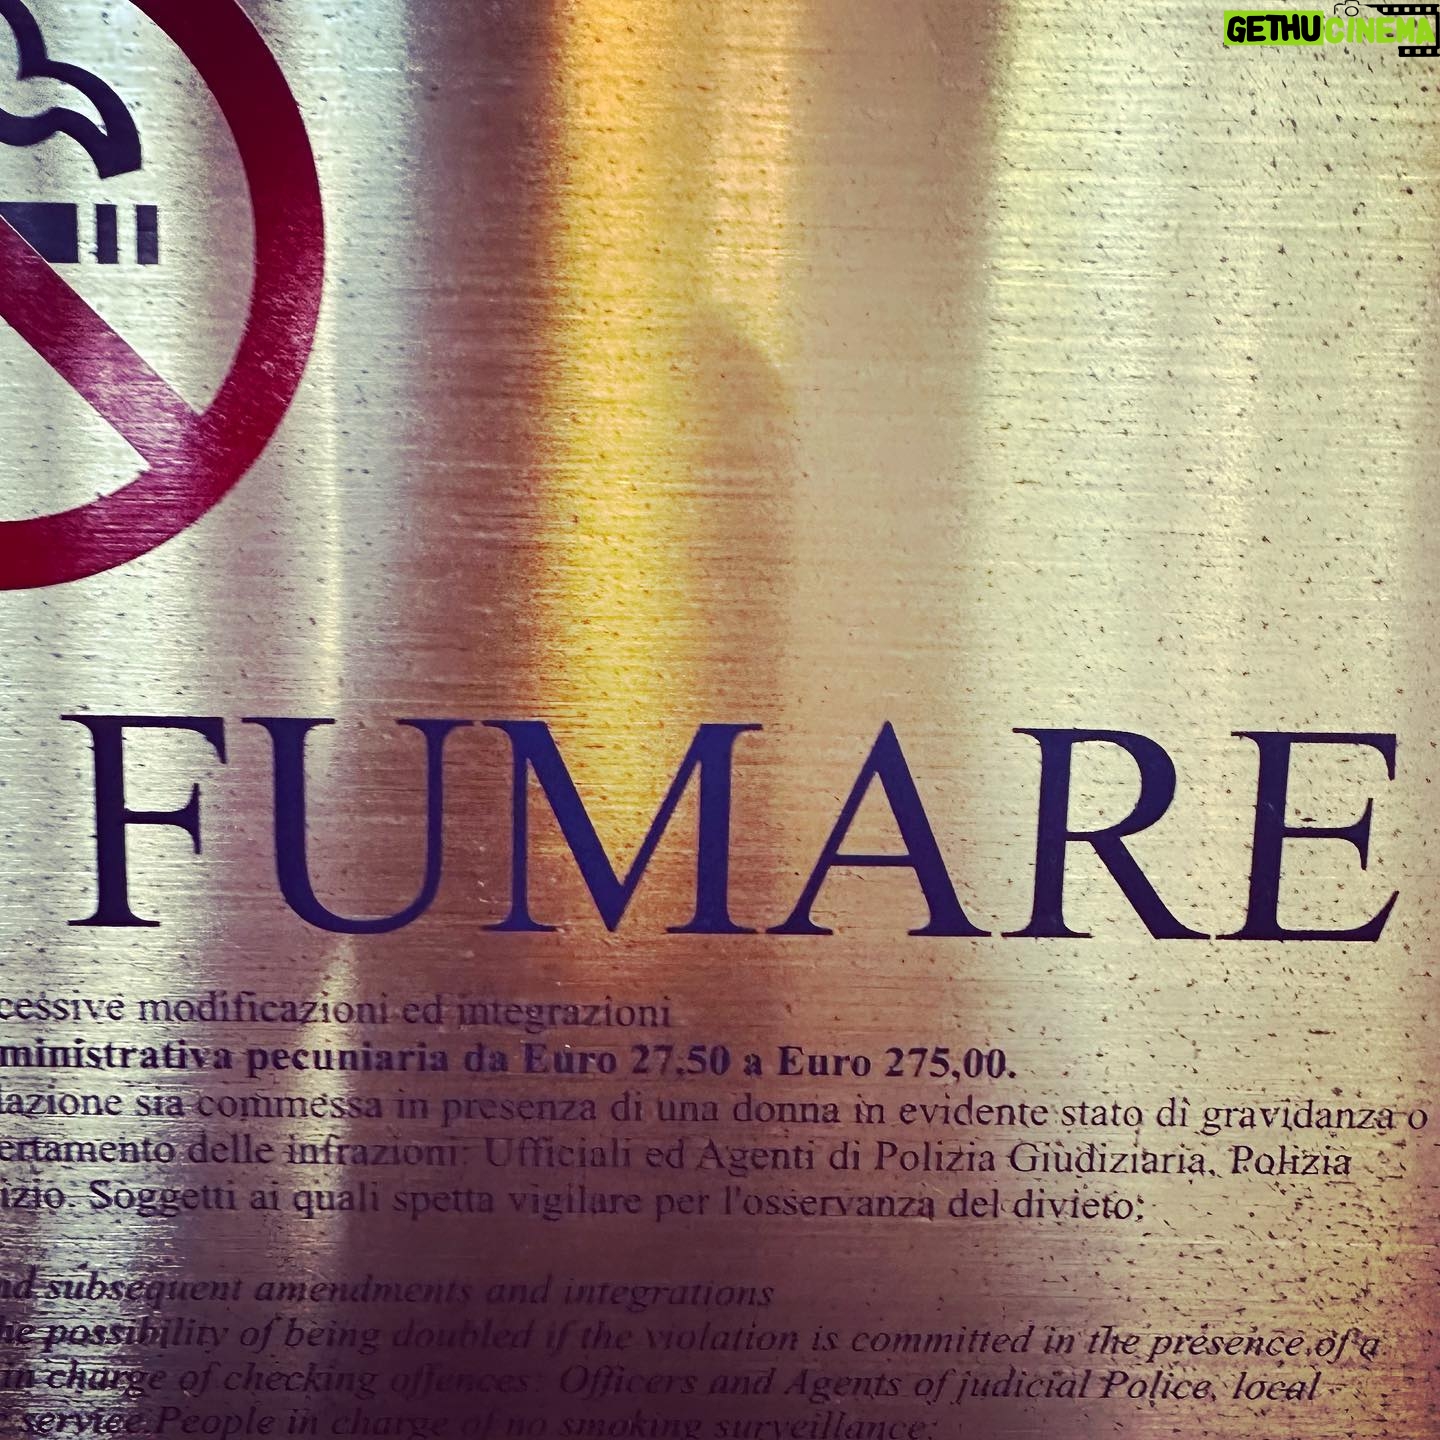 GETHUCINEMA
FUMARE
cessive modificazioni ed integrazioni
ministrativa pecuniaria da Euro 27,50 a Euro 275,00.
lazione sia commessa in presenza di una donna in evidente stato di gravidanza o
ertamento delle infrazioni: Ufficiali ed Agenti di Polizia Giudiziaria, Polizia
izio. Soggetti ai quali spetta vigilare per l'osservanza del divieto:
nd subsequent amendments and integrations
he possibility of being doubled if the violation is committed in the presence of a
in charge of checking offences: Officers and Agents of judicial Police, local
service.People in charge of no smoking surveillance: